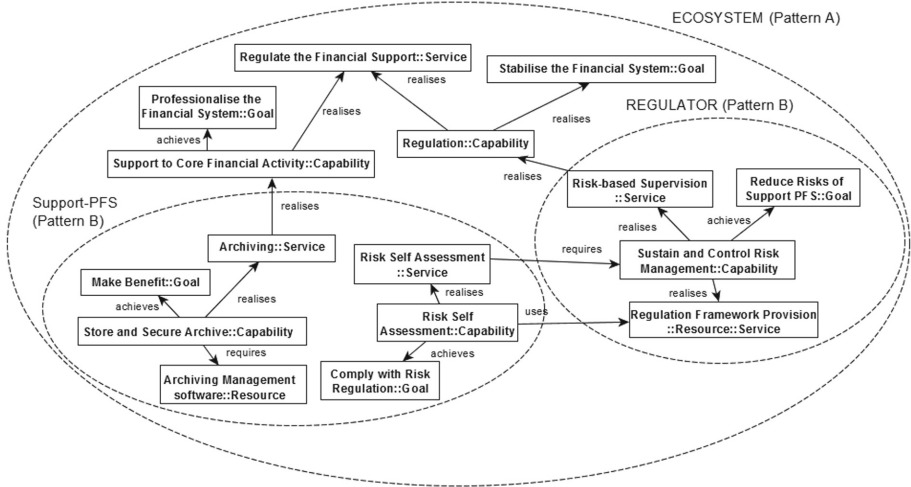 ECOSYSTEM (Pattern A)
Regulate the Financial Support::Service
Stabilise the Financial System::Goal
realises
Professionalise the
Financial System::Goal
realises
REGULATOR (Pattern B)
achieves
realises
Regulation::Capability
Support to Core Financial Activity::Capability
realises
Risk-based Supervision
::Service
Reduce Risks of
Support PFS::Goal
Support-PFS
(Pattern B)
realises
realises
achieves
Archiving::Service
Risk Self Assessment
::Service
requires
Sustain and Control Risk
Management::Capability
Make Benefit::Goal
achieves
realises
realises
realises
Store and Secure Archive::Capability
Risk Self
Assessment::Capability
uses
Regulation Framework Provision
::Resource::Service
requires
achieves
Archiving Management
software::Resource
Comply with Risk
Regulation::Goal